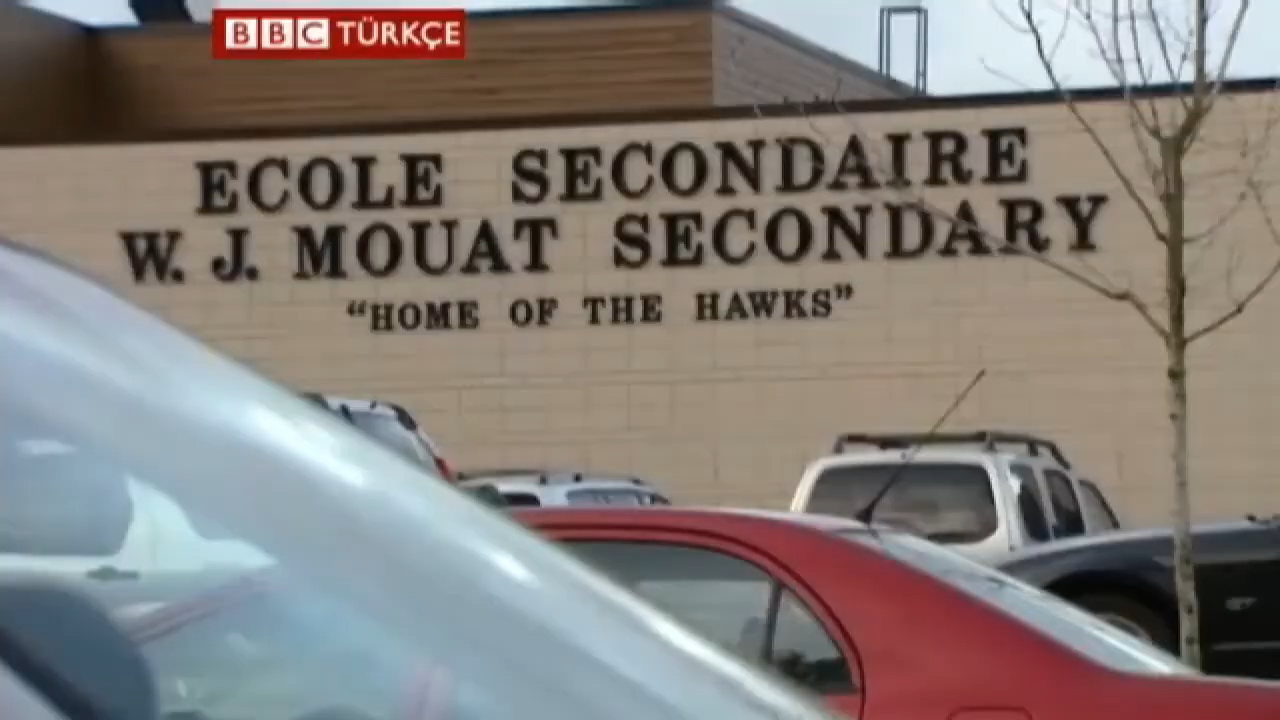 BBC TÜRKÇE
ECOLE SECONDAIRE
W. J. MOUAT SECONDARY
“HOME OF THE HAWKS”